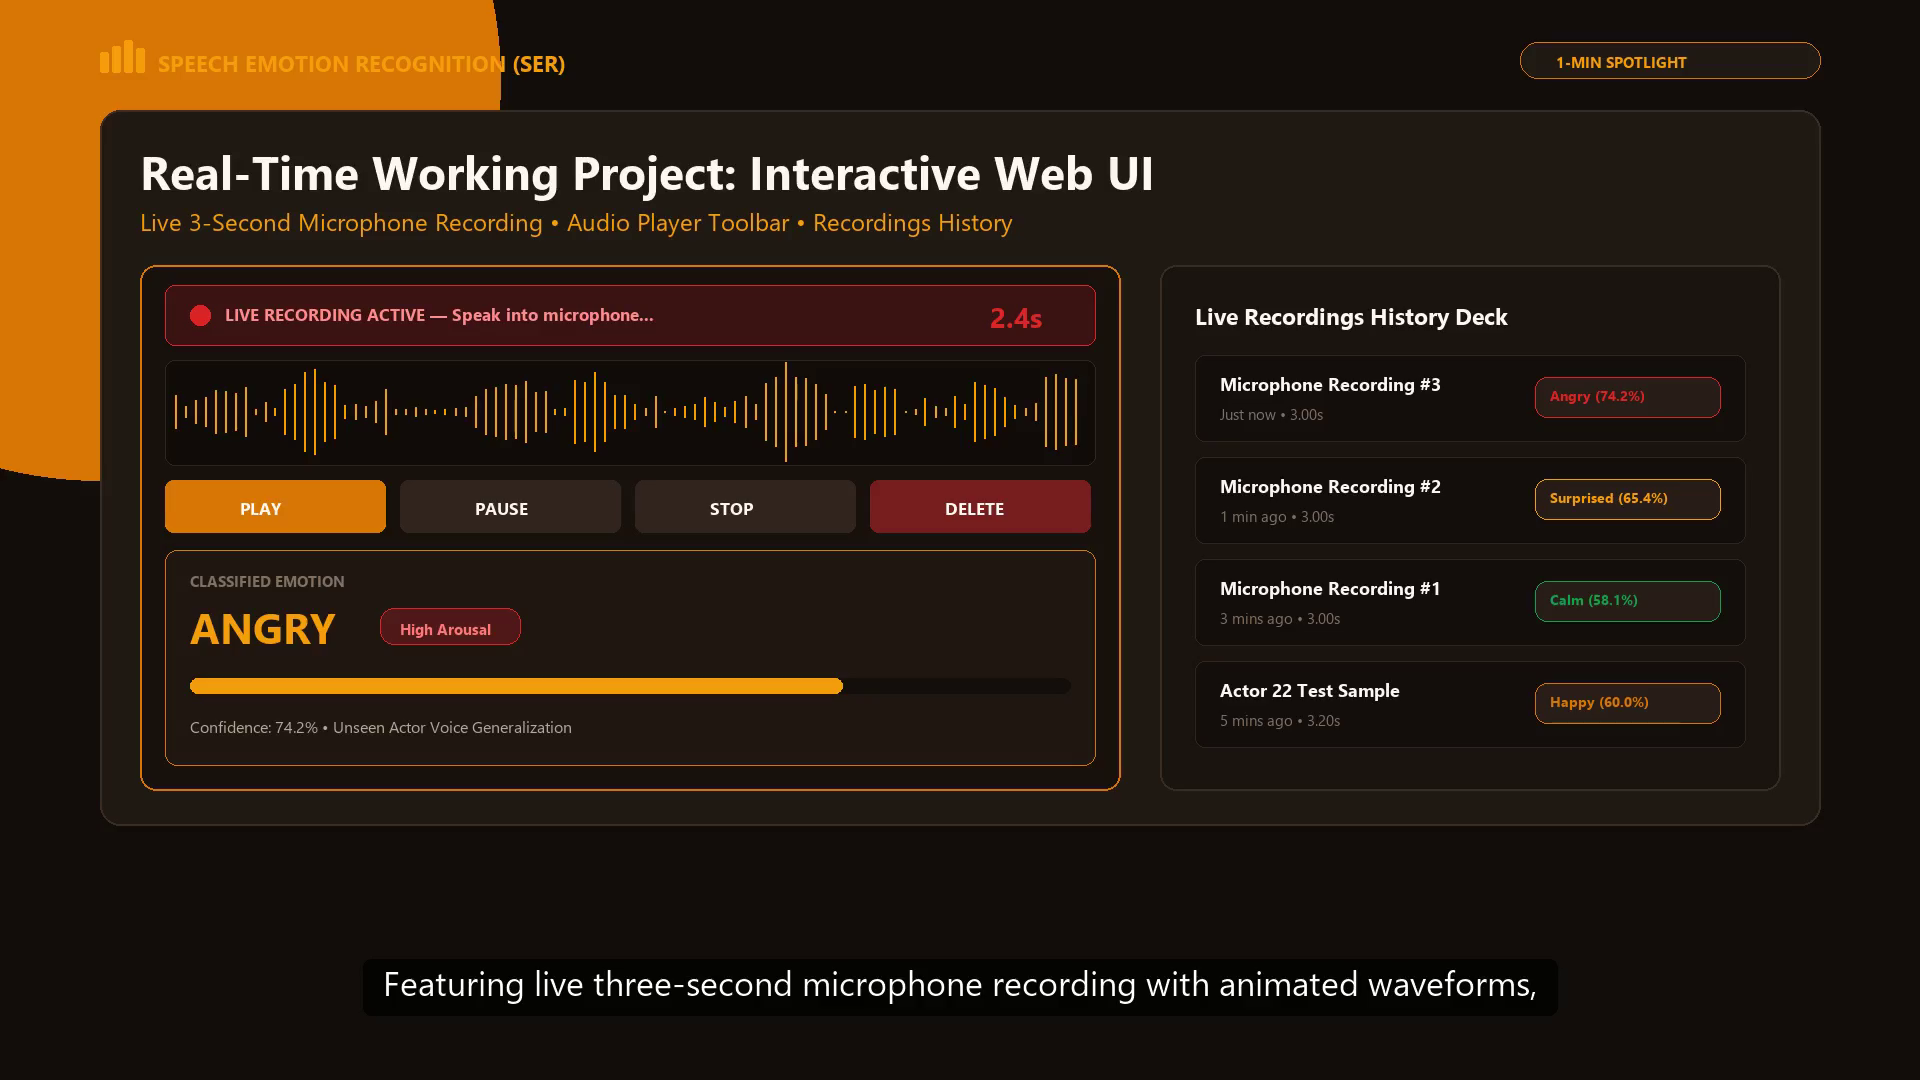 SPEECH EMOTION RECOGNITION (SER)
1-MIN SPOTLIGHT
Real-Time Working Project: Interactive Web UI
Live 3-Second Microphone Recording • Audio Player Toolbar • Recordings History
LIVE RECORDING ACTIVE — Speak into microphone...
2.4s
PLAY
PAUSE
STOP
DELETE
CLASSIFIED EMOTION
ANGRY
High Arousal
Confidence: 74.2% • Unseen Actor Voice Generalization
Live Recordings History Deck
Microphone Recording #3
Just now • 3.00s
Angry (74.2%)
Microphone Recording #2
1 min ago • 3.00s
Surprised (65.4%)
Microphone Recording #1
3 mins ago • 3.00s
Calm (58.1%)
Actor 22 Test Sample
5 mins ago • 3.20s
Happy (60.0%)
Featuring live three-second microphone recording with animated waveforms,